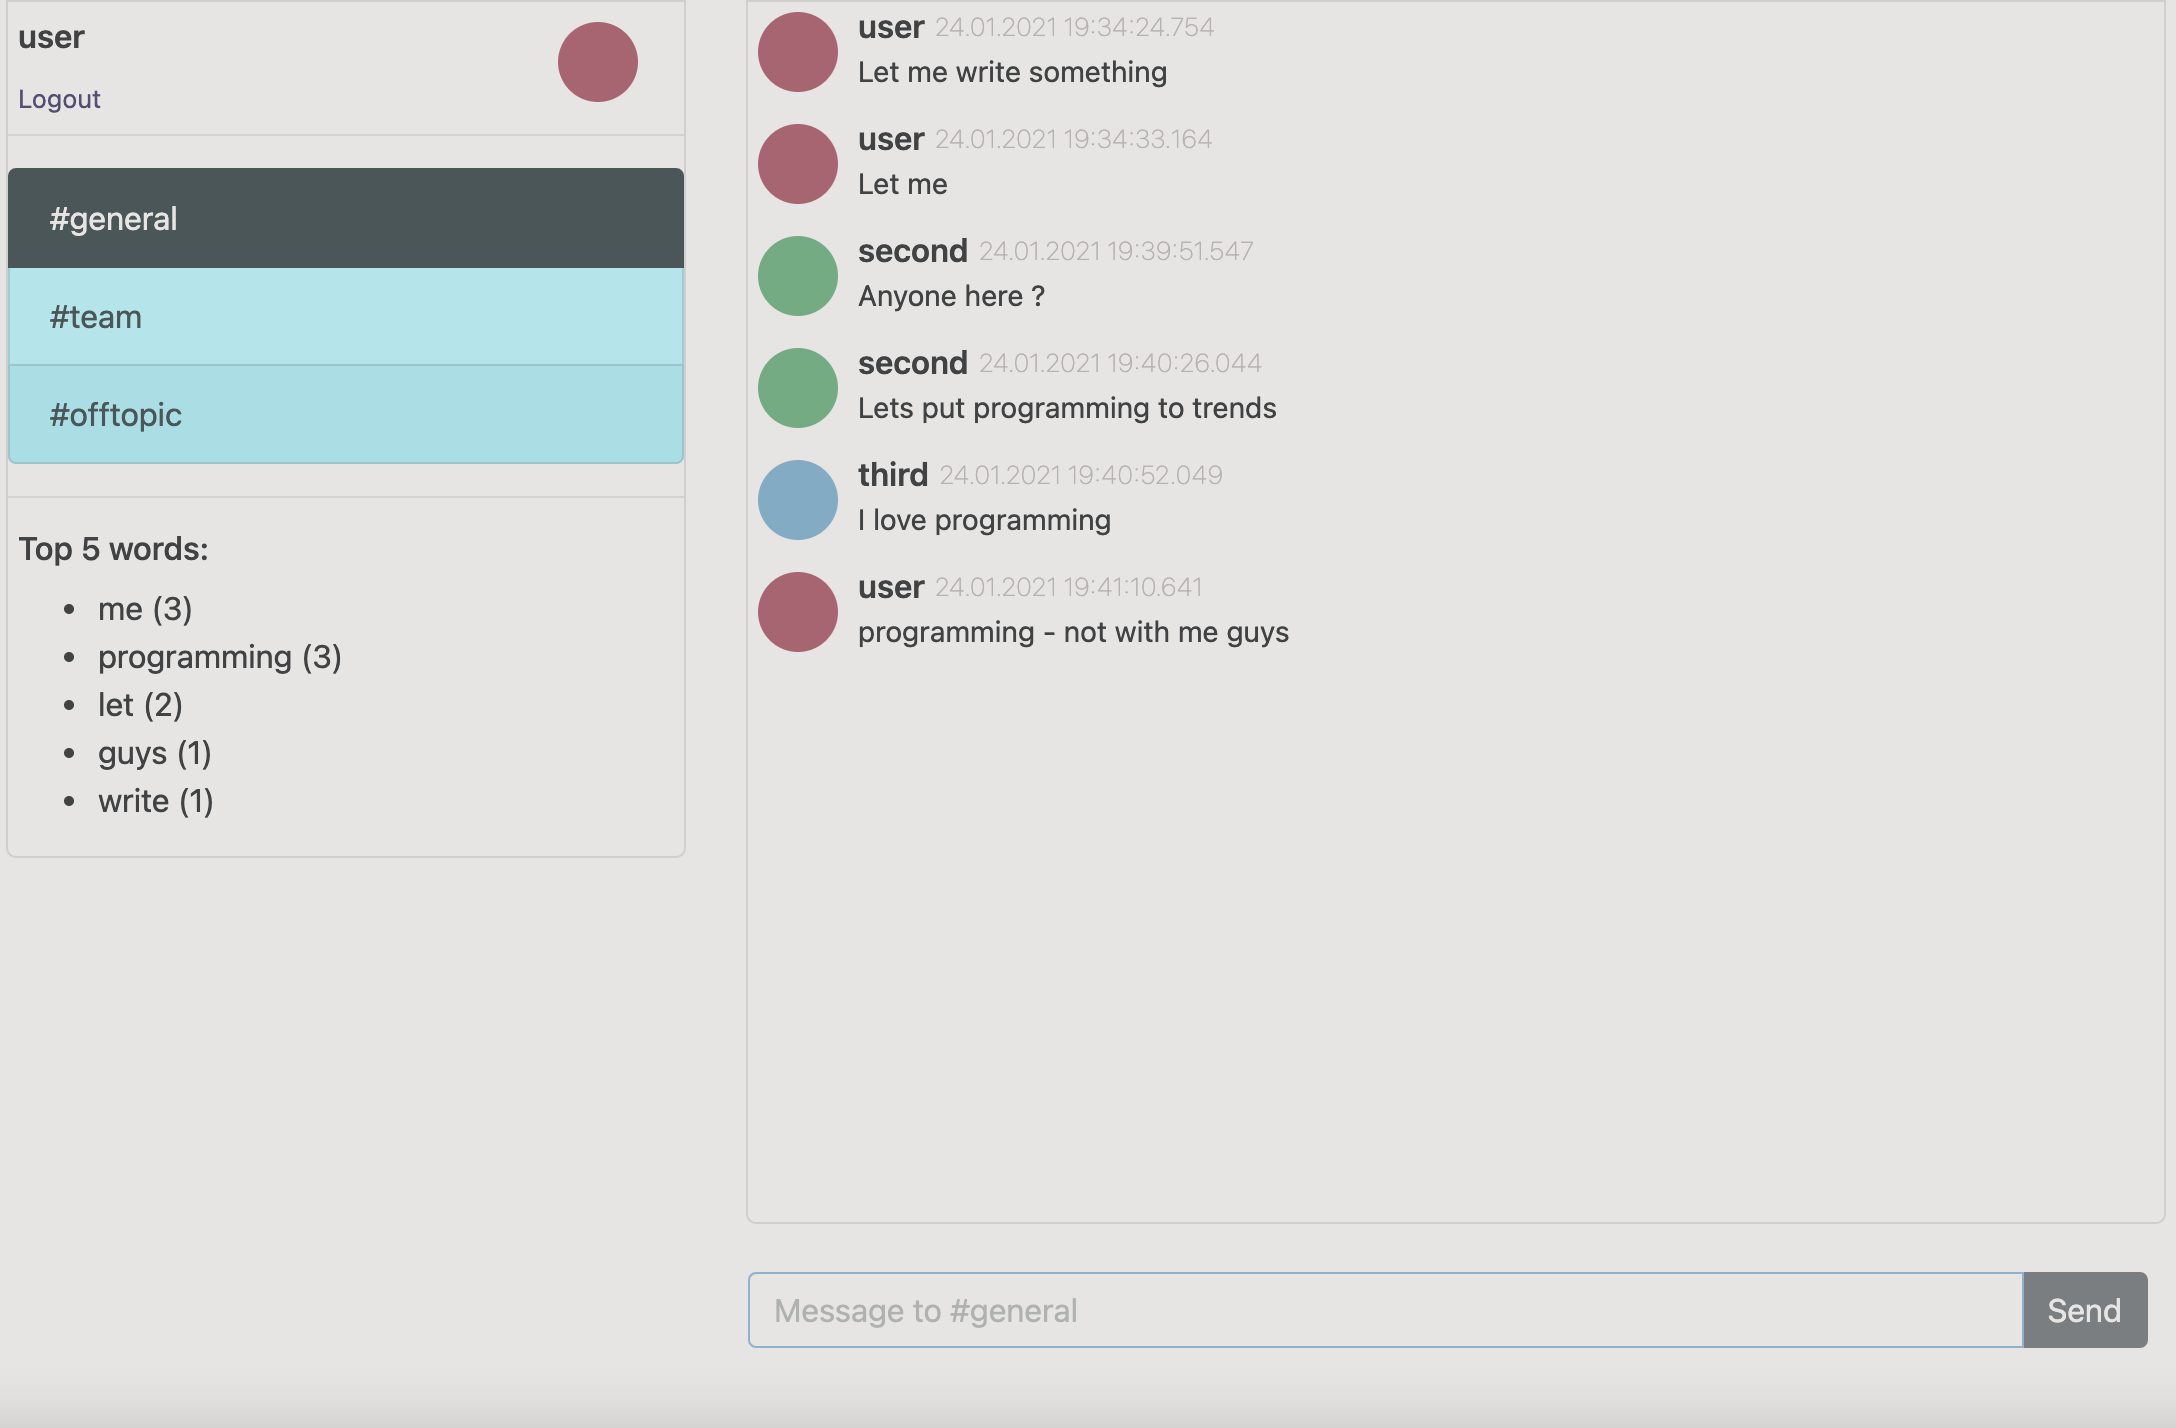 user
Logout
#general
#team
#offtopic
Top 5 words:
• me (3)
• programming (3)
• let (2)
• guys (1)
• write (1)
user 24.01.2021 19:34:24.754
Let me write something
user 24.01.2021 19:34:33.164
Let me
second 24.01.2021 19:39:51.547
Anyone here ?
second 24.01.2021 19:40:26.044
Lets put programming to trends
third 24.01.2021 19:40:52.049
I love programming
user 24.01.2021 19:41:10.641
programming - not with me guys
Message to #general
Send